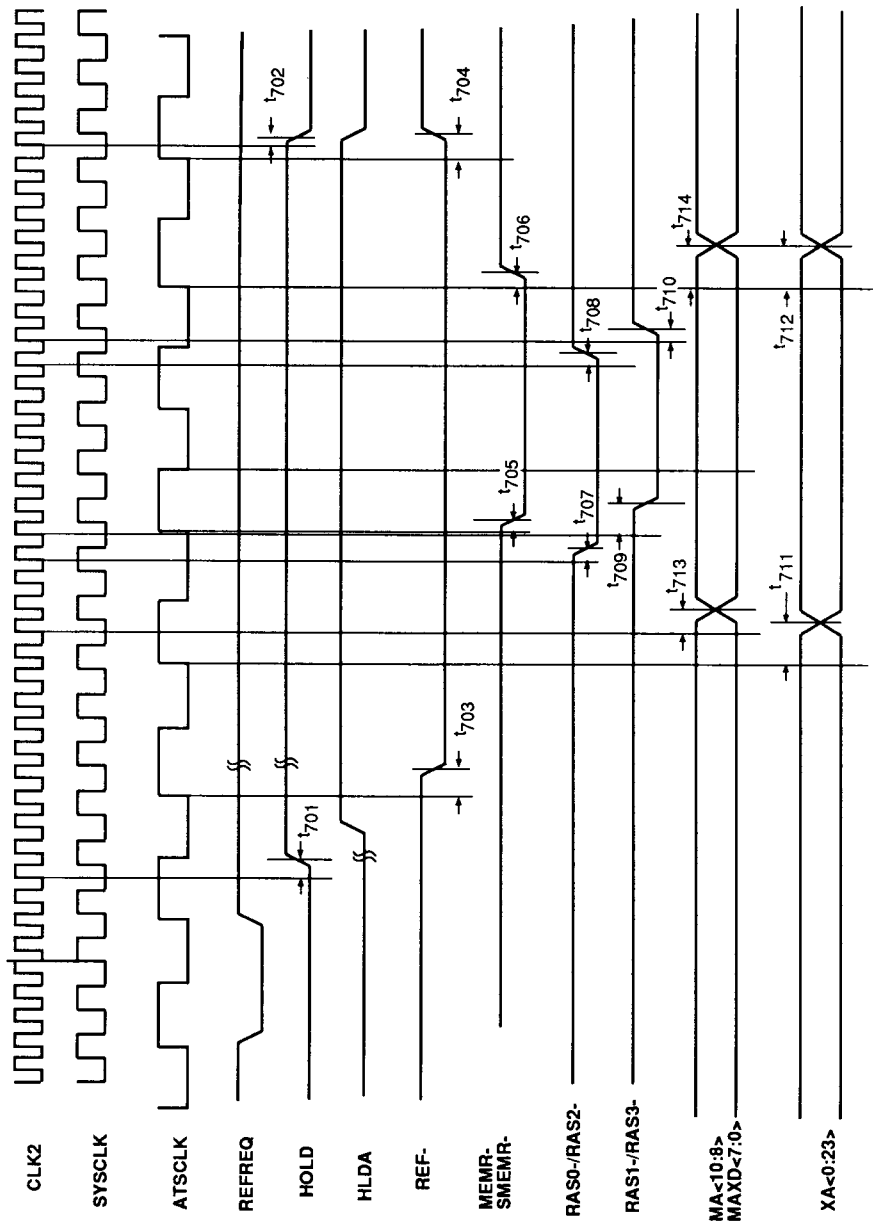 CLK2
SYSCLK
ATSCLK
REFREQ
HOLD
t701
t702
HLDA
REF-
t703
t704
MEMR-
SMEMR-
t705
t706
RAS0-/RAS2-
t707
t708
RAS1-/RAS3-
t709
t710
MA<10:8>
MAXD<7:0>
t713
t714
XA<0:23>
t711
t712